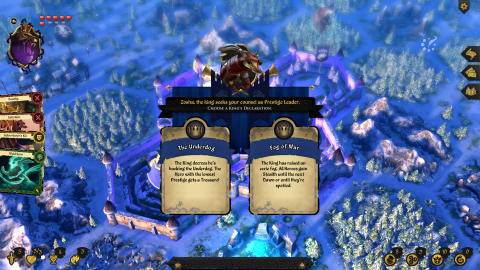 Zosha, the king seeks your counsel as Prestige Leader.
Choose a King's Declaration
The Underdog
The King decrees he's
backing the Underdog. The
Hero with the lowest
Prestige gets a Treasure!
Fog of War
The King has raised an
eerie fog. All Heroes gain
Stealth until the next
Dawn or until they're
spotted.